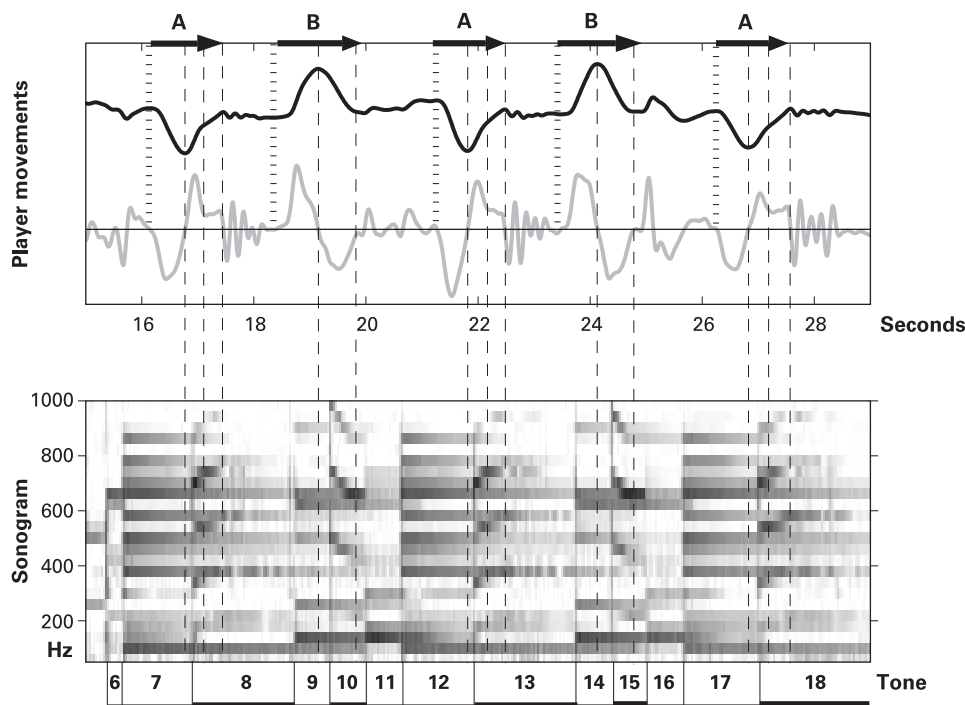 A B A B A
Player movements
16 18 20 22 24 26 28 Seconds
Sonogram
1000
800
600
400
200
Hz
6 7 8 9 10 11 12 13 14 15 16 17 18 Tone